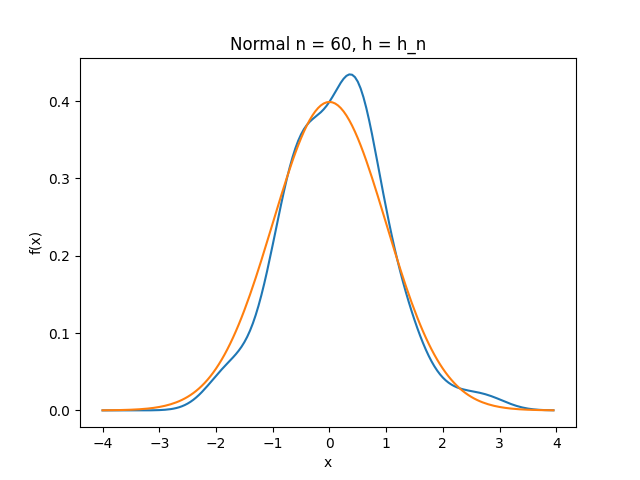 Normal n = 60, h = h_n
f(x)
0.4
0.3
0.2
0.1
0.0
−4 −3 −2 −1 0 1 2 3 4
x